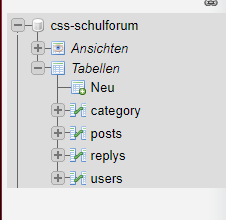 css-schulforum
Ansichten
Tabellen
Neu
category
posts
replys
users